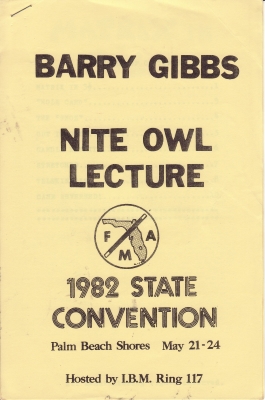 BARRY GIBBS
NITE OWL
LECTURE
F A
M
1982 STATE
CONVENTION
Palm Beach Shores May 21-24
Hosted by I.B.M. Ring 117